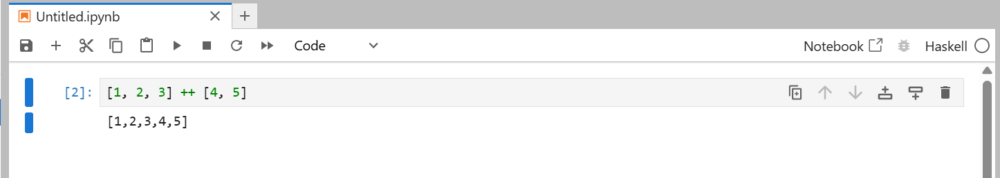 Untitled.ipynb
Code
Notebook Haskell
[2]: [1, 2, 3] ++ [4, 5]
[1,2,3,4,5]